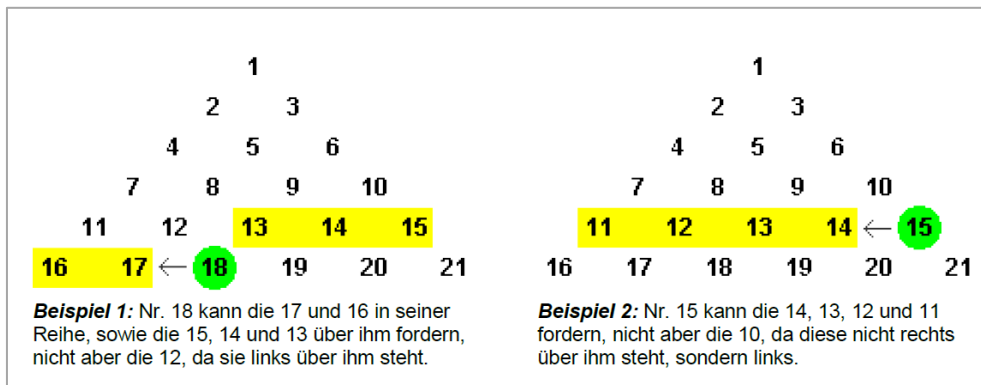 1
2 3
4 5 6
7 8 9 10
11 12 13 14 15
16 17 ← 18 19 20 21
Beispiel 1: Nr. 18 kann die 17 und 16 in seiner
Reihe, sowie die 15, 14 und 13 über ihm fordern,
nicht aber die 12, da sie links über ihm steht.
1
2 3
4 5 6
7 8 9 10
11 12 13 14 ← 15
16 17 18 19 20 21
Beispiel 2: Nr. 15 kann die 14, 13, 12 und 11
fordern, nicht aber die 10, da diese nicht rechts
über ihm steht, sondern links.